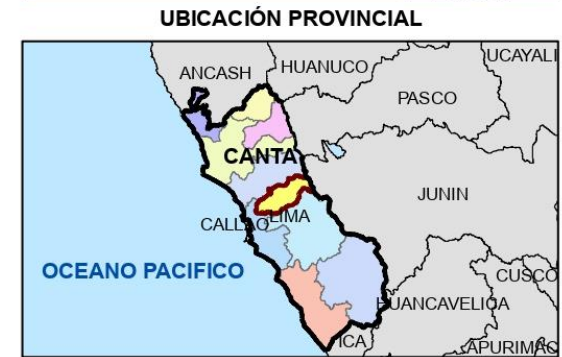 UBICACIÓN PROVINCIAL
UCAYALI
HUANUCO
ANCASH
PASCO
CANTA
JUNIN
LIMA
CALLAO
OCEANO PACIFICO
CUSCO
HUANCAVELICA
ICA
APURIMAC